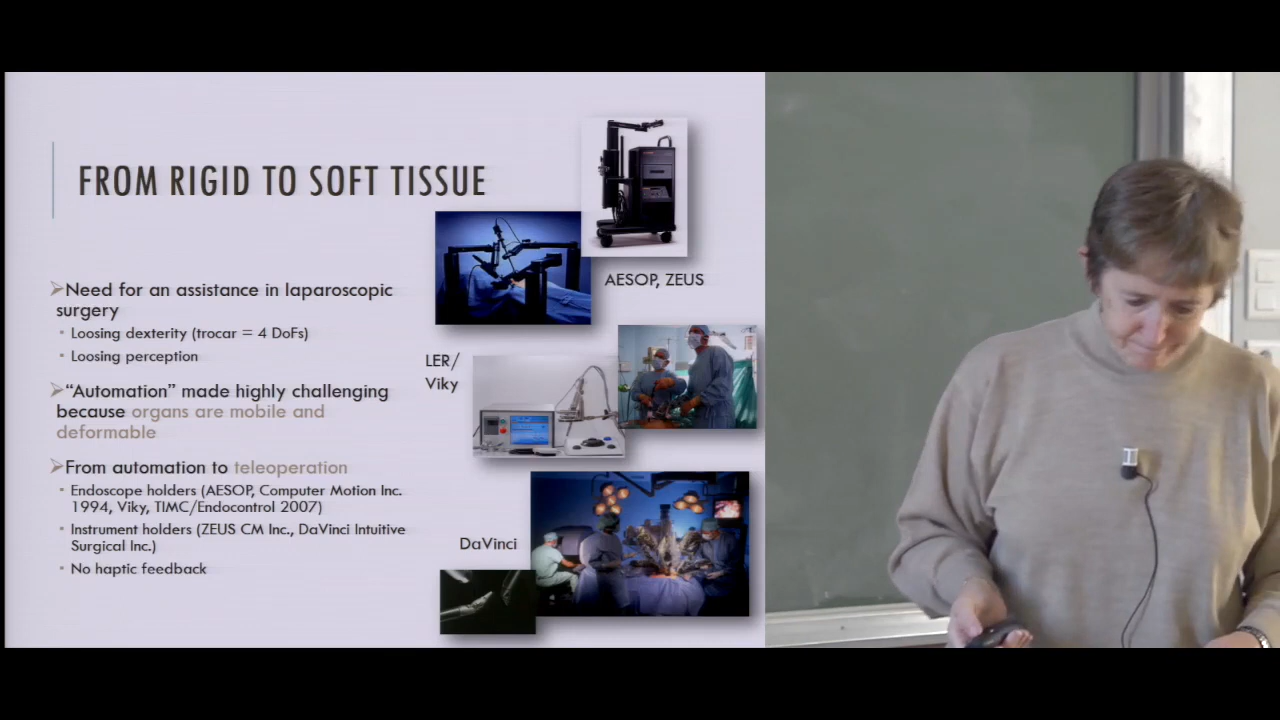 FROM RIGID TO SOFT TISSUE
AESOP, ZEUS
Need for an assistance in laparoscopic
surgery
Loosing dexterity (trocar = 4 DoFs)
Loosing perception
LER/
Viky
"Automation" made highly challenging
because organs are mobile and
deformable
From automation to teleoperation
Endoscope holders (AESOP, Computer Motion Inc.
1994, Viky, TIMC/Endocontrol 2007)
Instrument holders (ZEUS CM Inc., DaVinci Intuitive
Surgical Inc.)
No haptic feedback
DaVinci